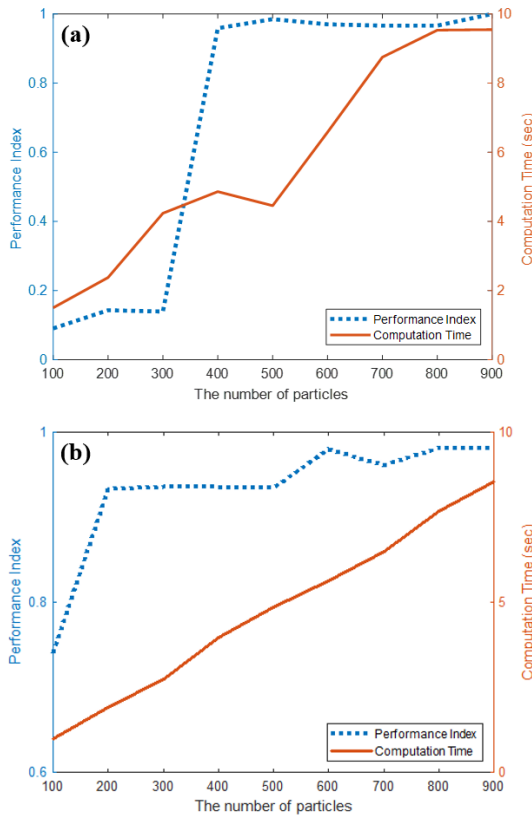 (a)
1
0.8
0.6
0.4
0.2
0
Performance Index
10
8
6
4
2
0
Computation Time (sec)
Performance Index
Computation Time
100 200 300 400 500 600 700 800 900
The number of particles
(b)
1
0.8
0.6
Performance Index
10
5
0
Computation Time (sec)
Performance Index
Computation Time
100 200 300 400 500 600 700 800 900
The number of particles